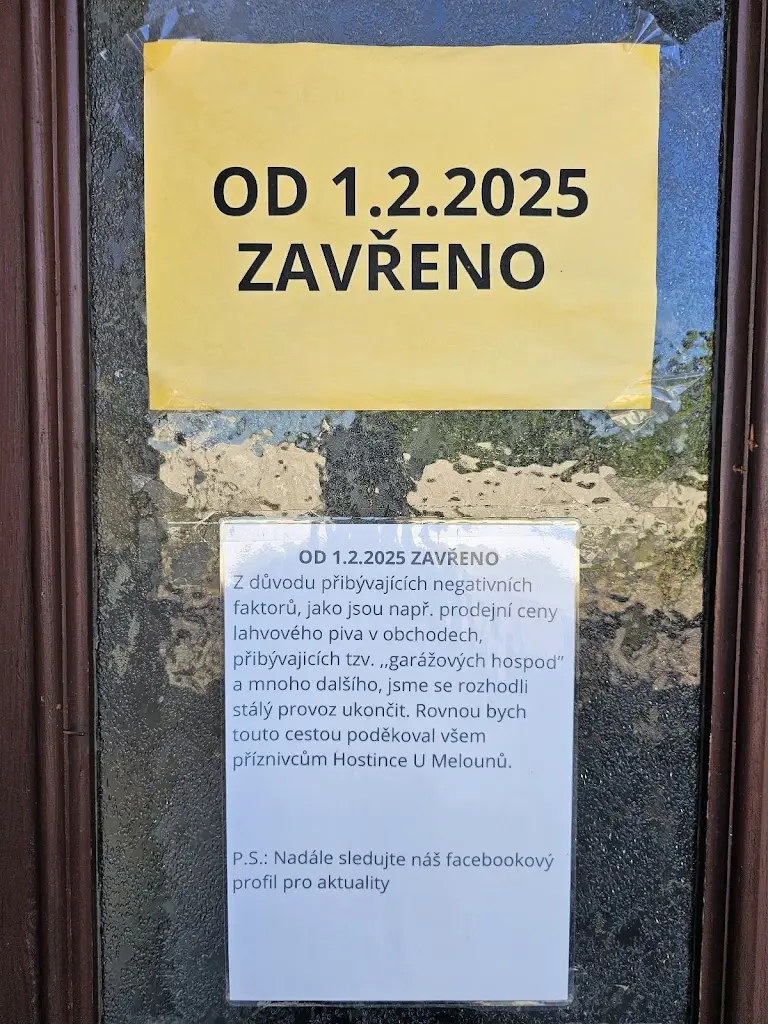 OD 1.2.2025
ZAVŘENO
OD 1.2.2025 ZAVŘENO
Z důvodu přibývajících negativních
faktorů, jako jsou např. prodejní ceny
lahvového piva v obchodech,
přibývajicích tzv. ,,garážových hospod"
a mnoho dalšího, jsme se rozhodli
stálý provoz ukončit. Rovnou bych
touto cestou poděkoval všem
příznivcům Hostince U Melounů.
P.S.: Nadále sledujte náš facebookový
profil pro aktuality